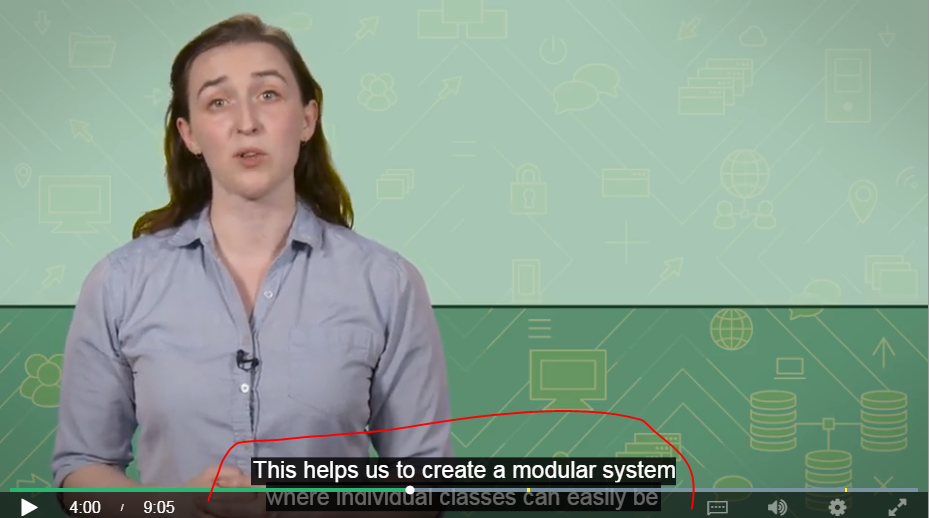 This helps us to create a modular system
where individual classes can easily be
4:00 / 9:05